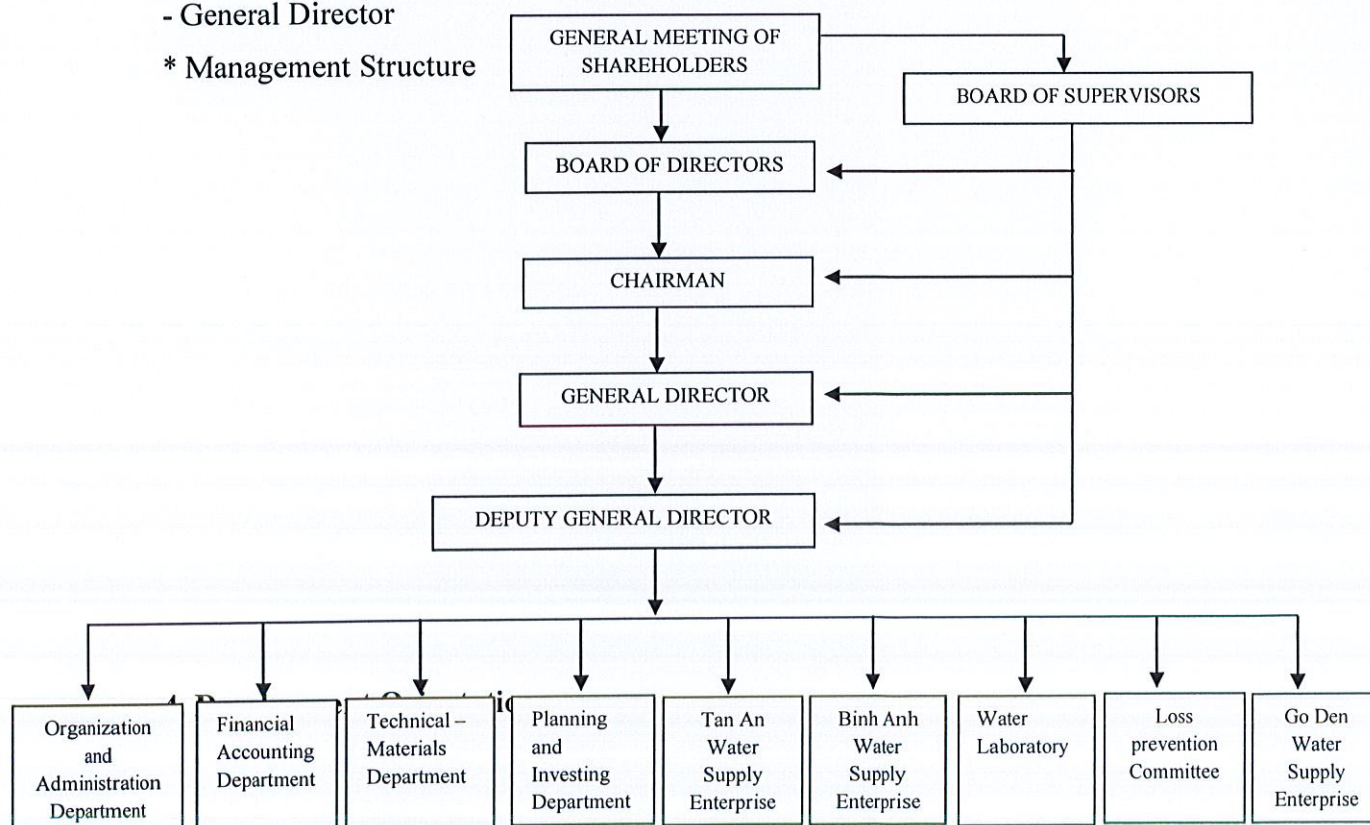 - General Director
* Management Structure
GENERAL MEETING OF
SHAREHOLDERS
BOARD OF SUPERVISORS
BOARD OF DIRECTORS
CHAIRMAN
GENERAL DIRECTOR
DEPUTY GENERAL DIRECTOR
Organization
and
Administration
Department
Financial
Accounting
Department
Technical –
Materials
Department
Planning
and
Investing
Department
Tan An
Water
Supply
Enterprise
Binh Anh
Water
Supply
Enterprise
Water
Laboratory
Loss
prevention
Committee
Go Den
Water
Supply
Enterprise